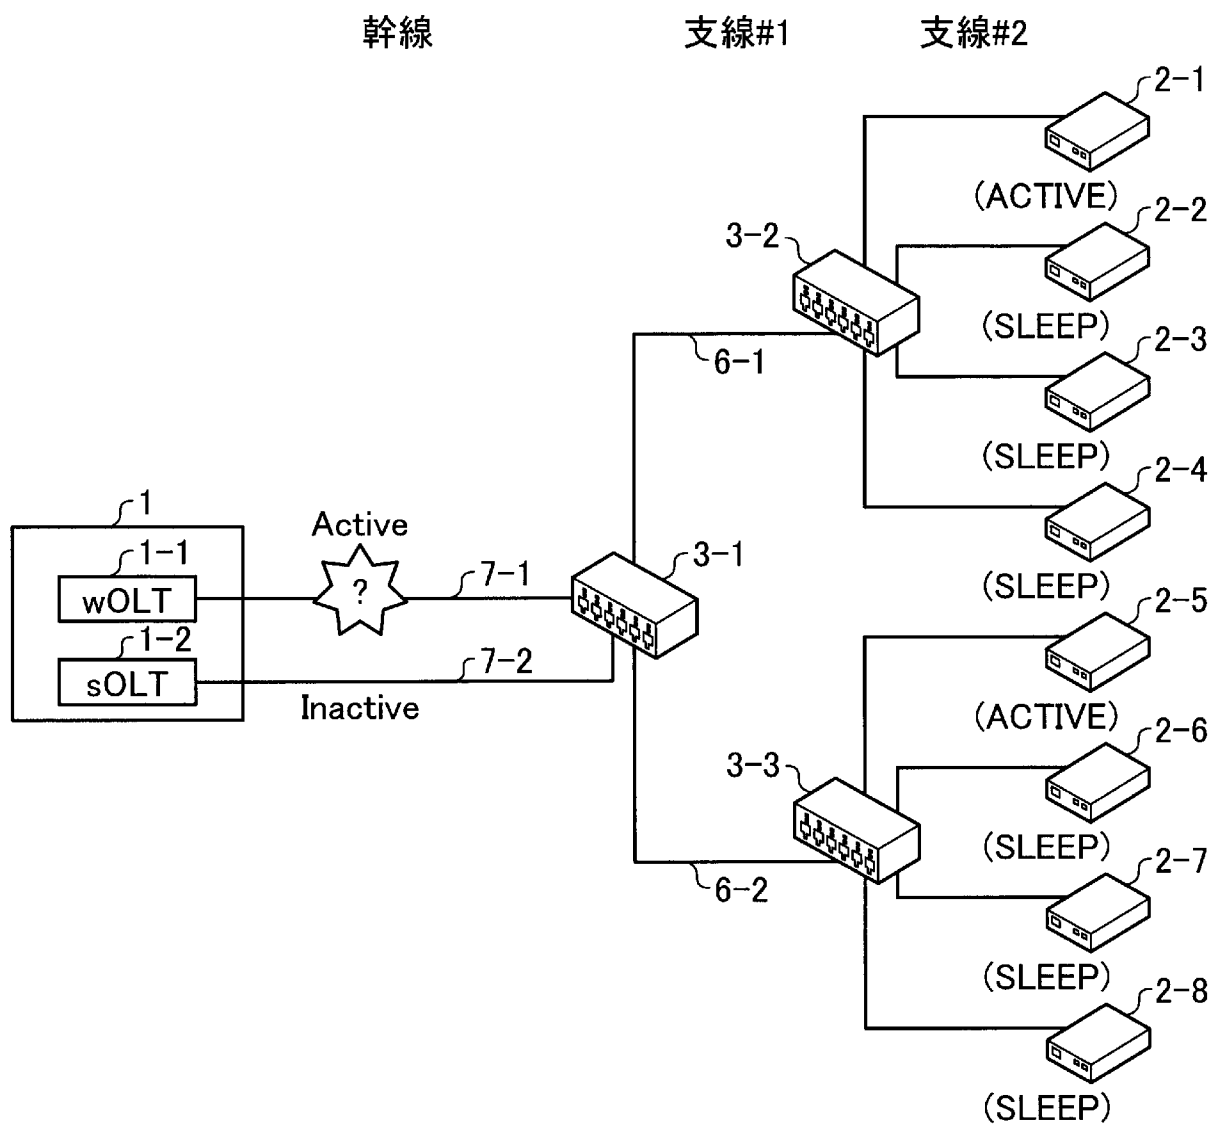 幹線
支線#1
支線#2
2-1
(ACTIVE)
2-2
3-2
(SLEEP)
2-3
6-1
(SLEEP)
2-4
1
Active
1-1
wOLT
?
7-1
3-1
(SLEEP)
2-5
1-2
sOLT
7-2
Inactive
(ACTIVE)
2-6
3-3
(SLEEP)
2-7
6-2
(SLEEP)
2-8
(SLEEP)